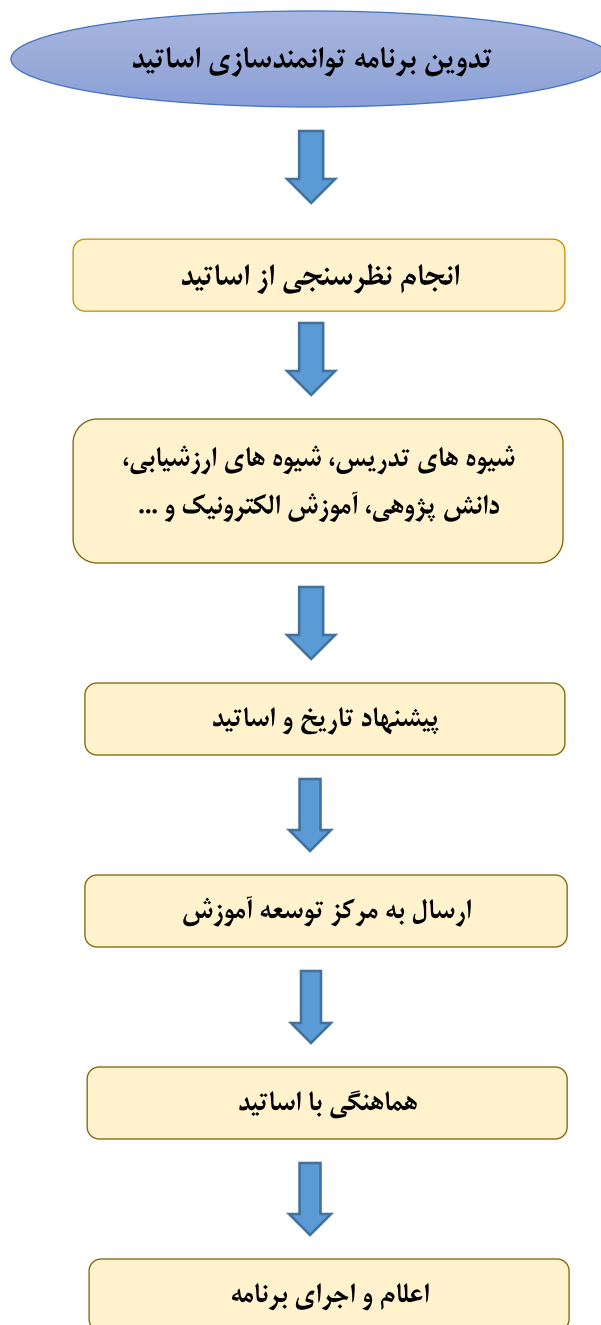 تدوین برنامه توانمندسازی اساتید
انجام نظرسنجی از اساتید
شیوه های تدریس، شیوه های ارزشیابی،
دانش پژوهی، آموزش الکترونیک و ...
پیشنهاد تاریخ و اساتید
ارسال به مرکز توسعه آموزش
هماهنگی با اساتید
اعلام و اجرای برنامه